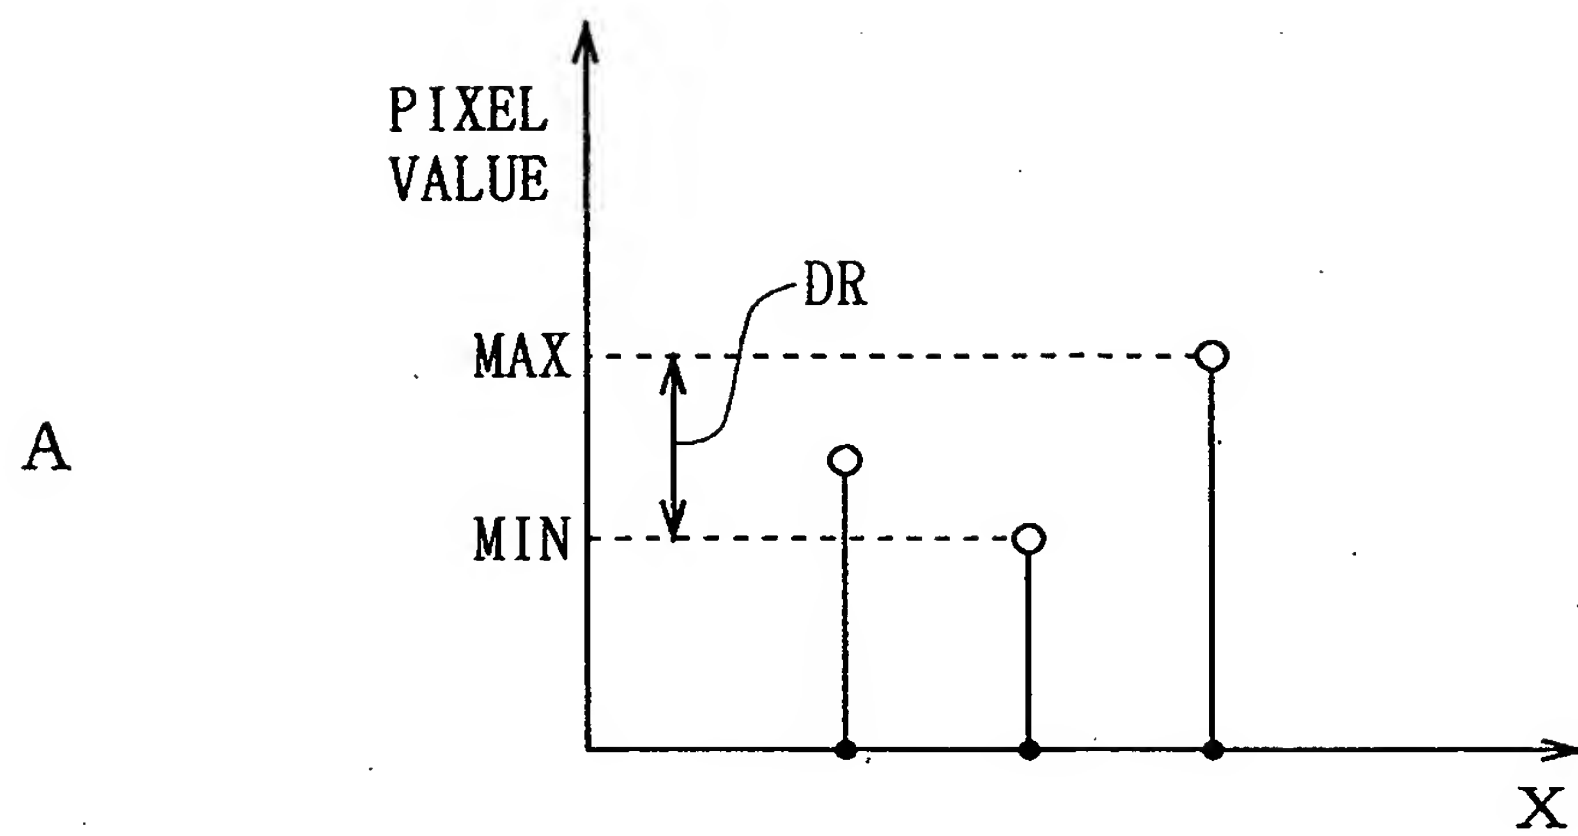 PIXEL
VALUE
DR
MAX
A
MIN
X